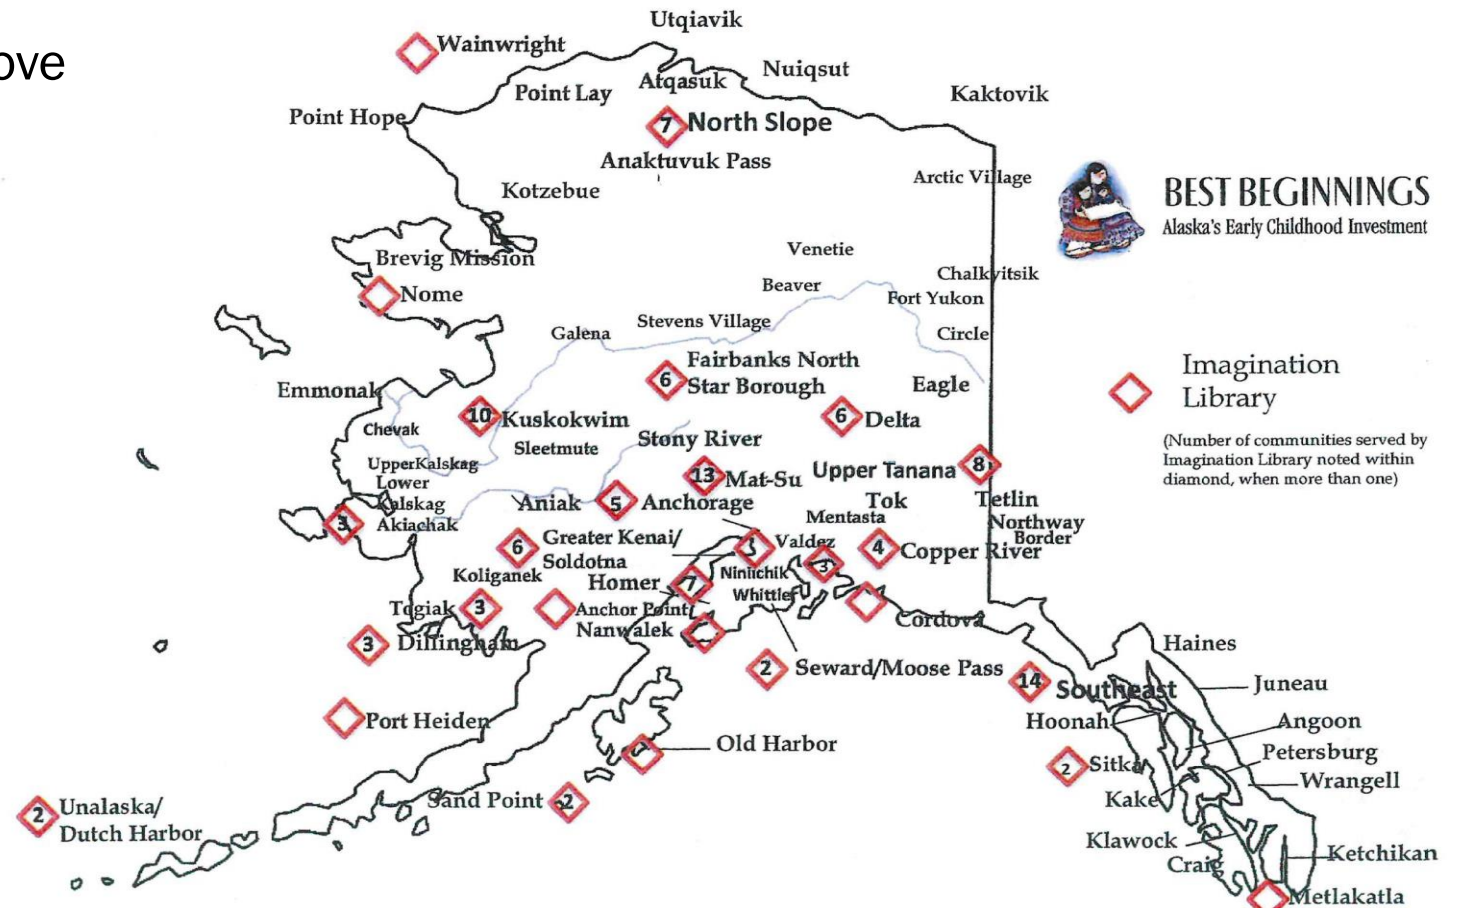 ove
Utqiavik
Wainwright
Nuiqsut
Atqasuk
Point Lay
Kaktovik
Point Hope
7 North Slope
Anaktuvuk Pass
Arctic Village
Kotzebue
BEST BEGINNINGS
Alaska's Early Childhood Investment
Venetie
Brevig Mission
Chalkyitsik
Beaver
Nome
Fort Yukon
Stevens Village
Galena
Circle
Fairbanks North
6
Star Borough
Eagle
Emmonak
Imagination
Library
10 Kuskokwim
6 Delta
Chevak
Stony River
Sleetmute
(Number of communities served by
Imagination Library noted within
diamond, when more than one)
UpperKalskag
Lower
Kalskag
13 Mat-Su
Upper Tanana 8
Aniak
5 Anchorage
Tok
Tetlin
Mentasta
Northway
Border
3 Akiachak
6 Greater Kenai/
Soldotna
Valdez
3
4 Copper River
Koliganek
Homer 7
Niniichik
Whittier
3
Togiak 3
Anchor Point/
Nanwalek
Cordova
3 Dillingham
Haines
2 Seward/Moose Pass
14 Southeast
Juneau
Port Heiden
Hoonah
Angoon
Old Harbor
Petersburg
2 Sitka
Wrangell
Kake
Sand Point 2
2 Unalaska/
Dutch Harbor
Klawock
Craig
Ketchikan
Metlakatla